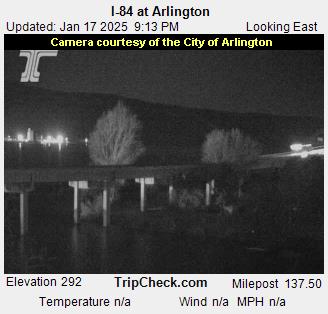 I-84 at Arlington
Updated: Jan 17 2025 9:13 PM Looking East
Camera courtesy of the City of Arlington
Elevation 292 TripCheck.com Milepost 137.50
Temperature n/a Wind n/a MPH n/a